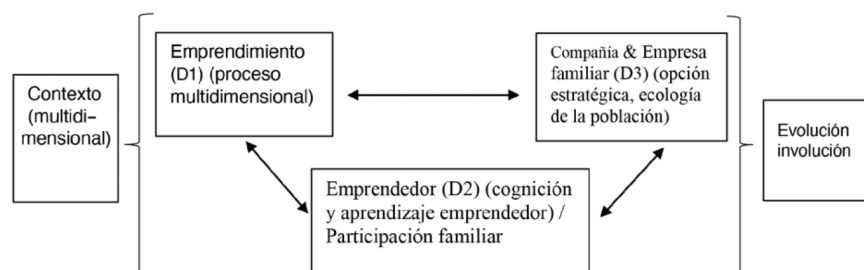 Contexto
(multidi–
mensional)
Emprendimiento
(D1) (proceso
multidimensional)
Compañía & Empresa
familiar (D3) (opción
estratégica, ecología
de la población)
Emprendedor (D2) (cognición
y aprendizaje emprendedor) /
Participación familiar
Evolución
involución